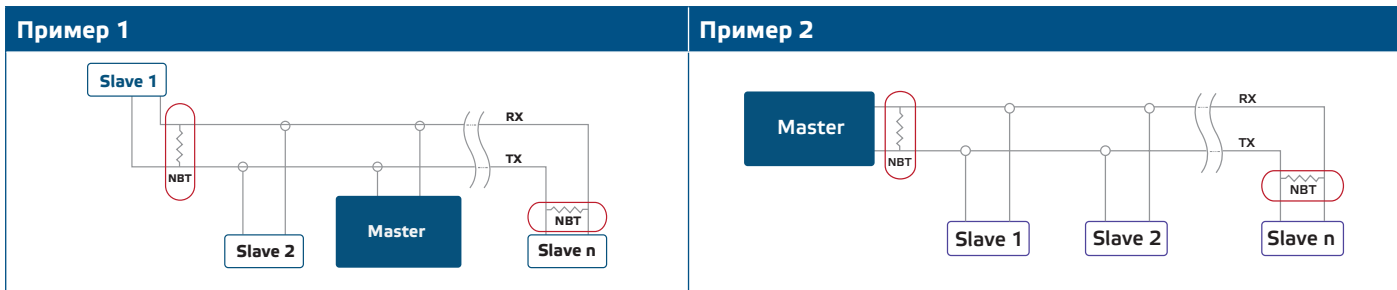 Пример 1
Slave 1
RX
TX
NBT
NBT
Slave 2
Master
Slave n
Пример 2
Master
RX
TX
NBT
NBT
Slave 1
Slave 2
Slave n